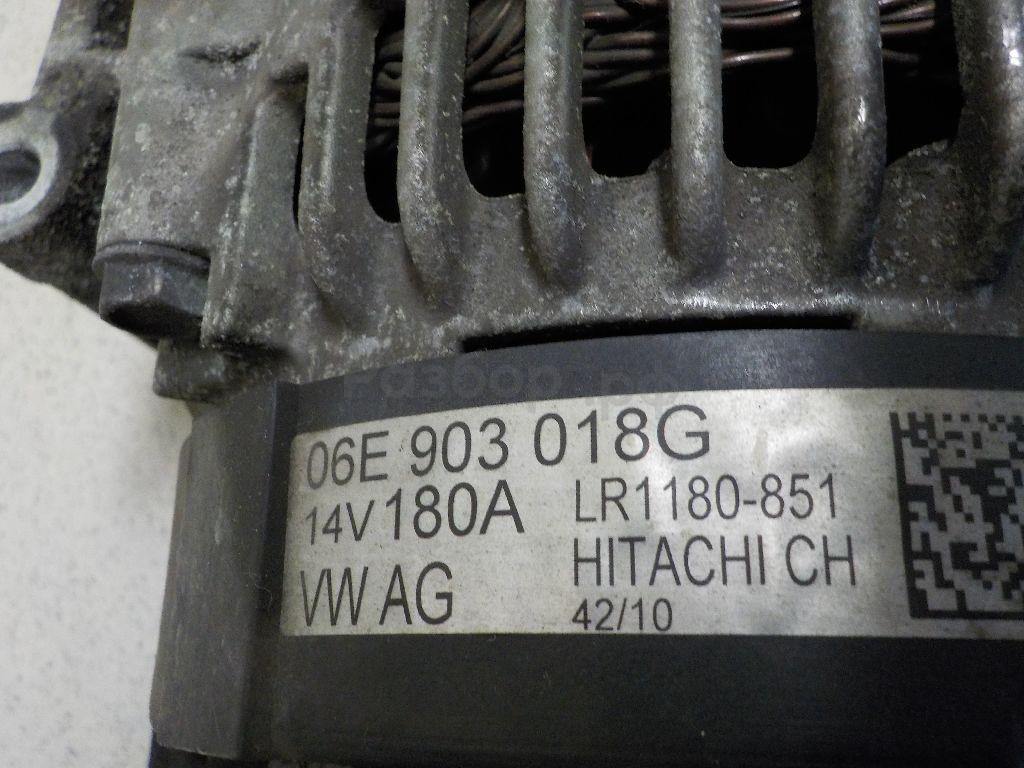 06E 903 018G
14V 180A LR1180-851
VW AG HITACHI CH
42/10